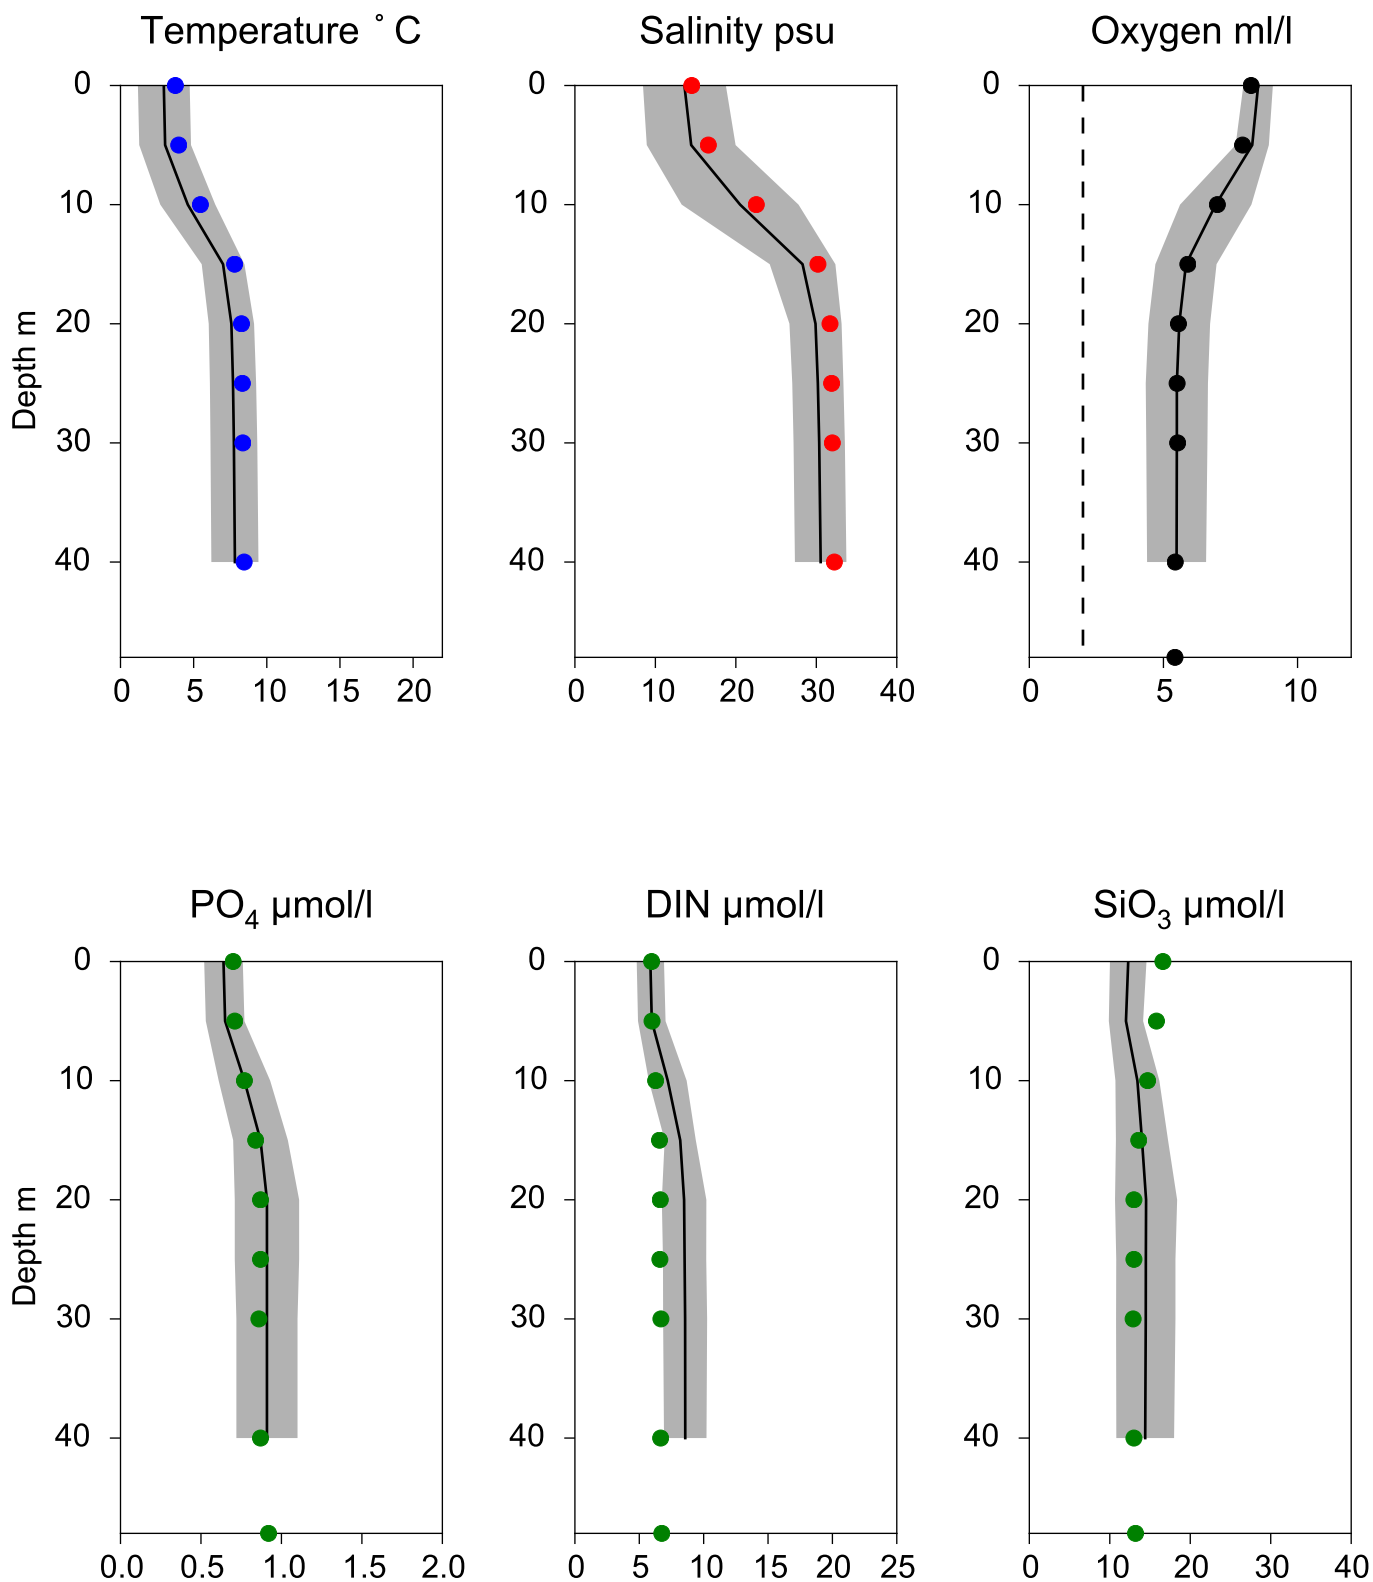 Temperature ° C
Salinity psu
Oxygen ml/l
0
10
20
30
40
Depth m
0 5 10 15 20
0
10
20
30
40
0 10 20 30 40
0
10
20
30
40
0 5 10
PO4 µmol/l
DIN µmol/l
SiO3 µmol/l
0
10
20
30
40
Depth m
0.0 0.5 1.0 1.5 2.0
0
10
20
30
40
0 5 10 15 20 25
0
10
20
30
40
0 10 20 30 40